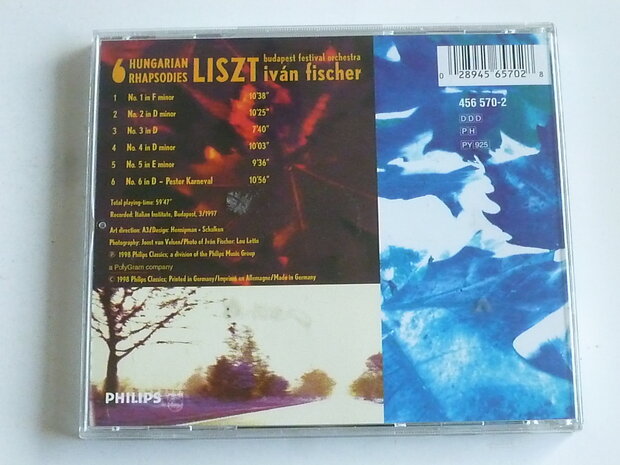 6 HUNGARIAN RHAPSODIES LISZT budapest festival orchestra iván fischer
1 No. 1 in F minor 10'38"
2 No. 2 in D minor 10'25"
3 No. 3 in D 7'40"
4 No. 4 in D minor 10'03"
5 No. 5 in E minor 9'36"
6 No. 6 in D – Pester Karneval 10'56"
Total playing-time: 59'47"
Recorded: Italian Institute, Budapest, 3/1997
Art direction: A3/Design: Hornigman + Schalken
Photography: Joost van Velsen/Photo of Iván Fischer: Lou Lotta
Ⓟ 1998 Philips Classics; a division of the Philips Music Group
a PolyGram company
© 1998 Philips Classics; Printed in Germany/Imprimé en Allemagne/Made in Germany
PHILIPS
0 28945 65702 8
456 570-2
DDD
PH
PY 925